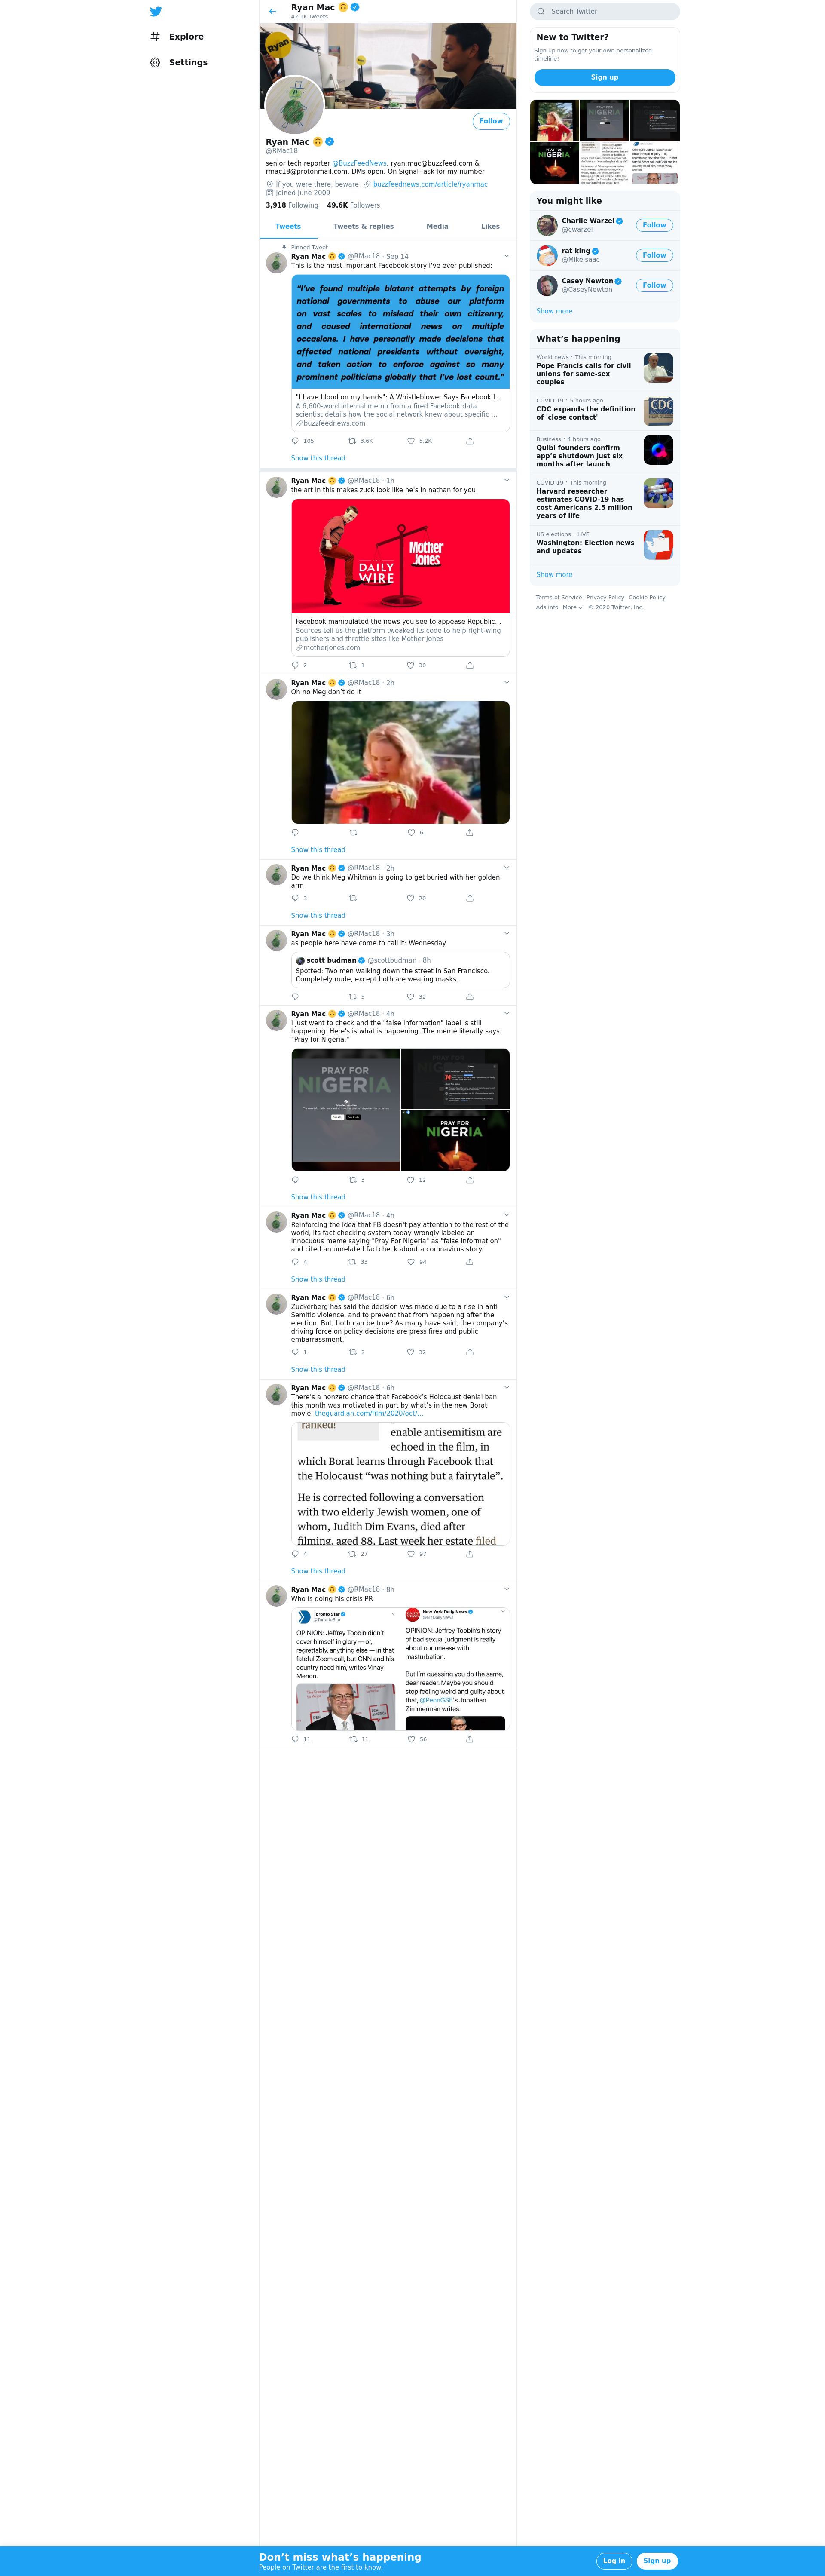 Explore
Settings
Ryan Mac 🙃
42.1K Tweets
Ryan
Ryan
Follow
Ryan Mac 🙃
@RMac18
senior tech reporter @BuzzFeedNews. ryan.mac@buzzfeed.com &
rmac18@protonmail.com. DMs open. On Signal--ask for my number
If you were there, beware buzzfeednews.com/article/ryanmac
Joined June 2009
3,918 Following 49.6K Followers
Tweets Tweets & replies Media Likes
Pinned Tweet
Ryan Mac 🙃 @RMac18 · Sep 14
This is the most important Facebook story I've ever published:
"I've found multiple blatant attempts by foreign
national governments to abuse our platform
on vast scales to mislead their own citizenry,
and caused international news on multiple
occasions. I have personally made decisions that
affected national presidents without oversight,
and taken action to enforce against so many
prominent politicians globally that I've lost count."
"I have blood on my hands": A Whistleblower Says Facebook I...
A 6,600-word internal memo from a fired Facebook data
scientist details how the social network knew about specific ...
buzzfeednews.com
105 3.6K 5.2K
Show this thread
Ryan Mac 🙃 @RMac18 · 1h
the art in this makes zuck look like he's in nathan for you
DAILY
WIRE
Mother
Jones
Facebook manipulated the news you see to appease Republic...
Sources tell us the platform tweaked its code to help right-wing
publishers and throttle sites like Mother Jones
motherjones.com
2 1 30
Ryan Mac 🙃 @RMac18 · 2h
Oh no Meg don't do it
6
Show this thread
Ryan Mac 🙃 @RMac18 · 2h
Do we think Meg Whitman is going to get buried with her golden
arm
3 20
Show this thread
Ryan Mac 🙃 @RMac18 · 3h
as people here have come to call it: Wednesday
scott budman @scottbudman · 8h
Spotted: Two men walking down the street in San Francisco.
Completely nude, except both are wearing masks.
5 32
Ryan Mac 🙃 @RMac18 · 4h
I just went to check and the "false information" label is still
happening. Here's is what is happening. The meme literally says
"Pray for Nigeria."
PRAY FOR
NIGERIA
PRAY FOR
NIGERIA
PRAY FOR
NIGERIA
3 12
Show this thread
Ryan Mac 🙃 @RMac18 · 4h
Reinforcing the idea that FB doesn't pay attention to the rest of the
world, its fact checking system today wrongly labeled an
innocuous meme saying "Pray For Nigeria" as "false information"
and cited an unrelated factcheck about a coronavirus story.
4 33 94
Show this thread
Ryan Mac 🙃 @RMac18 · 6h
Zuckerberg has said the decision was made due to a rise in anti
Semitic violence, and to prevent that from happening after the
election. But, both can be true? As many have said, the company's
driving force on policy decisions are press fires and public
embarrassment.
1 2 32
Show this thread
Ryan Mac 🙃 @RMac18 · 6h
There's a nonzero chance that Facebook's Holocaust denial ban
this month was motivated in part by what's in the new Borat
movie. theguardian.com/film/2020/oct/...
ranked!
enable antisemitism are
echoed in the film, in
which Borat learns through Facebook that
the Holocaust "was nothing but a fairytale".
He is corrected following a conversation
with two elderly Jewish women, one of
whom, Judith Dim Evans, died after
filming, aged 88. Last week her estate filed
4 27 97
Show this thread
Ryan Mac 🙃 @RMac18 · 8h
Who is doing his crisis PR
Toronto Star
@TorontoStar
OPINION: Jeffrey Toobin didn't
cover himself in glory — or,
regrettably, anything else — in that
fateful Zoom call, but CNN and his
country need him, writes Vinay
Menon.
New York Daily News
@NYDailyNews
OPINION: Jeffrey Toobin's history
of bad sexual judgment is really
about our unease with
masturbation.
But I'm guessing you do the same,
dear reader. Maybe you should
stop feeling weird and guilty about
that, @PennGSE's Jonathan
Zimmerman writes.
11 11 56
Search Twitter
New to Twitter?
Sign up now to get your own personalized
timeline!
Sign up
PRAY FOR
NIGERIA
PRAY FOR
NIGERIA
You might like
Charlie Warzel
@cwarzel
Follow
rat king
@MikeIsaac
Follow
Casey Newton
@CaseyNewton
Follow
Show more
What's happening
World news · This morning
Pope Francis calls for civil
unions for same-sex
couples
COVID-19 · 5 hours ago
CDC expands the definition
of 'close contact'
CDC
Business · 4 hours ago
Quibi founders confirm
app's shutdown just six
months after launch
COVID-19 · This morning
Harvard researcher
estimates COVID-19 has
cost Americans 2.5 million
years of life
US elections · LIVE
Washington: Election news
and updates
Show more
Terms of Service Privacy Policy Cookie Policy
Ads info More © 2020 Twitter, Inc.
Don't miss what's happening
People on Twitter are the first to know.
Log in
Sign up